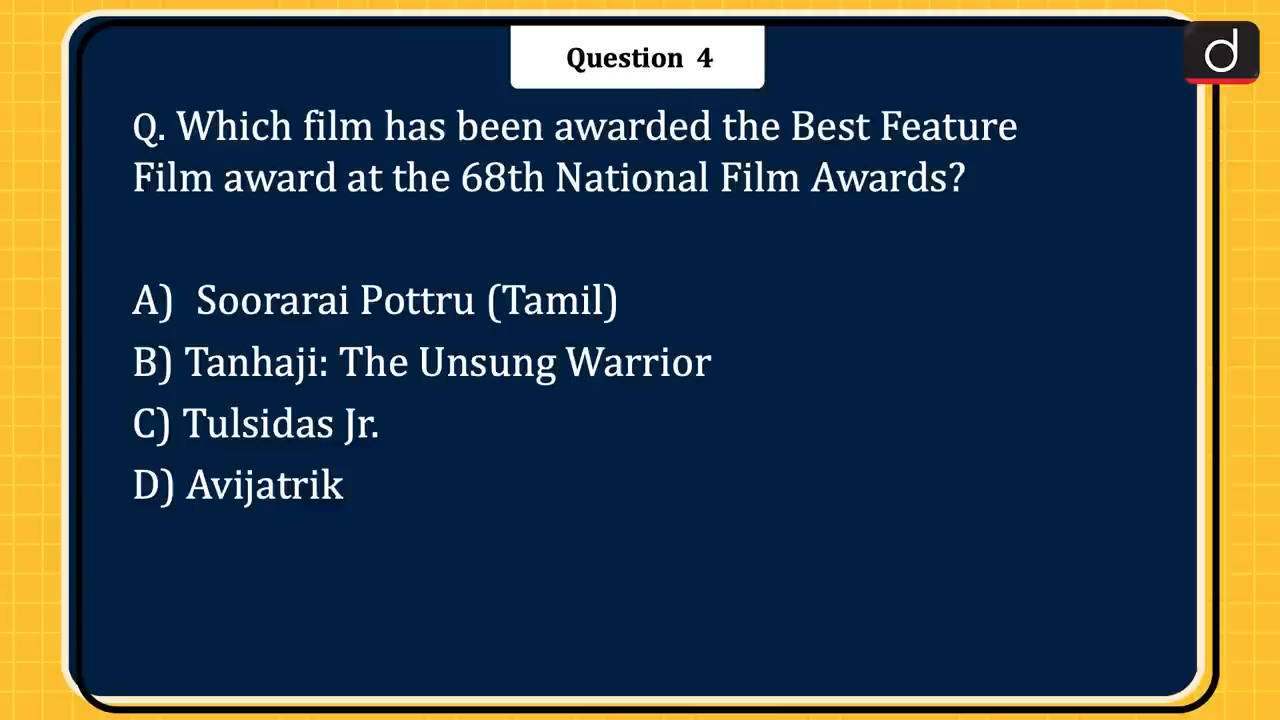 Question 4
d
Q. Which film has been awarded the Best Feature
Film award at the 68th National Film Awards?
A) Soorarai Pottru (Tamil)
B) Tanhaji: The Unsung Warrior
C) Tulsidas Jr.
D) Avijatrik